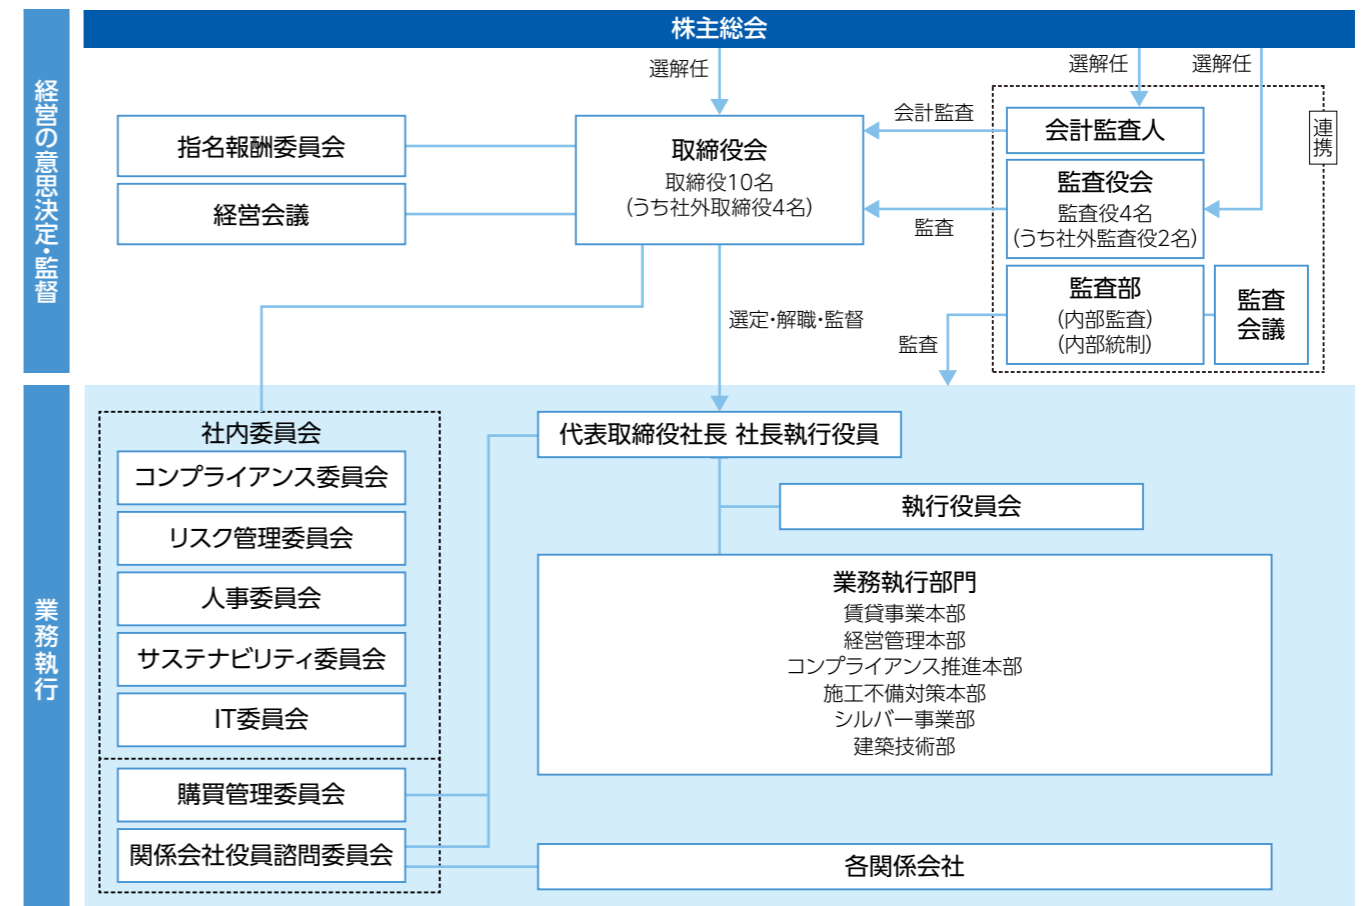 株主総会
経営の意思決定・監督
選解任
選解任
選解任
会計監査
連携
指名報酬委員会
経営会議
取締役会
取締役10名
(うち社外取締役4名)
会計監査人
監査役会
監査役4名
(うち社外監査役2名)
監査
監査部
(内部監査)
(内部統制)
監査
会議
選定・解職・監督
監査
業務執行
社内委員会
コンプライアンス委員会
リスク管理委員会
人事委員会
サステナビリティ委員会
IT委員会
購買管理委員会
関係会社役員諮問委員会
代表取締役社長 社長執行役員
執行役員会
業務執行部門
賃貸事業本部
経営管理本部
コンプライアンス推進本部
施工不備対策本部
シルバー事業部
建築技術部
各関係会社